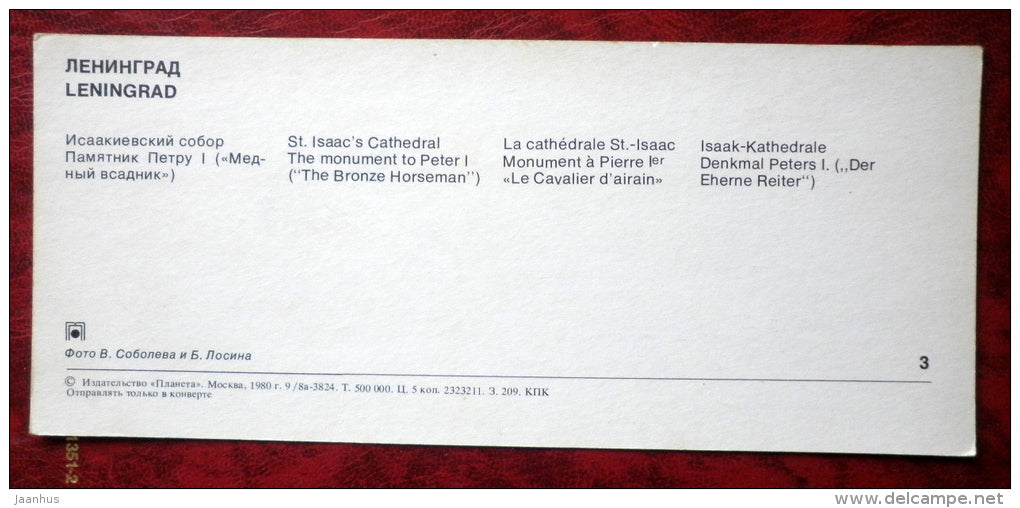 ЛЕНИНГРАД
LENINGRAD
Исаакиевский собор
Памятник Петру I («Мед-
ный всадник»)
St. Isaac's Cathedral
The monument to Peter I
("The Bronze Horseman")
La cathédrale St.-Isaac
Monument à Pierre Ier
«Le Cavalier d'airain»
Isaak-Kathedrale
Denkmal Peters I. (,,Der
Eherne Reiter")
Фото В. Соболева и Б. Лосина
3
© Издательство «Планета». Москва, 1980 г. 9/8а-3824. Т. 500 000. Ц. 5 коп. 2323211. З. 209. КПК
Отправлять только в конверте
1351-2
jaanhus
www.delcampe.net